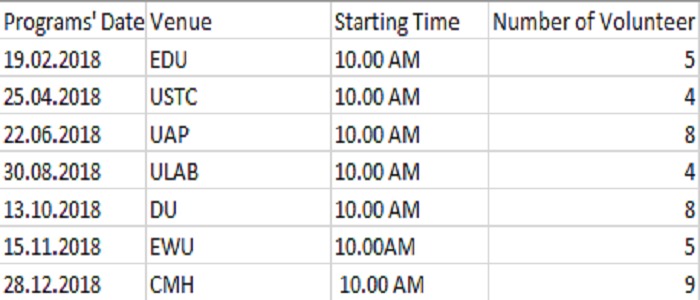 Programs' Date Venue Starting Time Number of Volunteer
19.02.2018 EDU 10.00 AM 5
25.04.2018 USTC 10.00 AM 4
22.06.2018 UAP 10.00 AM 8
30.08.2018 ULAB 10.00 AM 4
13.10.2018 DU 10.00 AM 8
15.11.2018 EWU 10.00AM 5
28.12.2018 CMH 10.00 AM 9